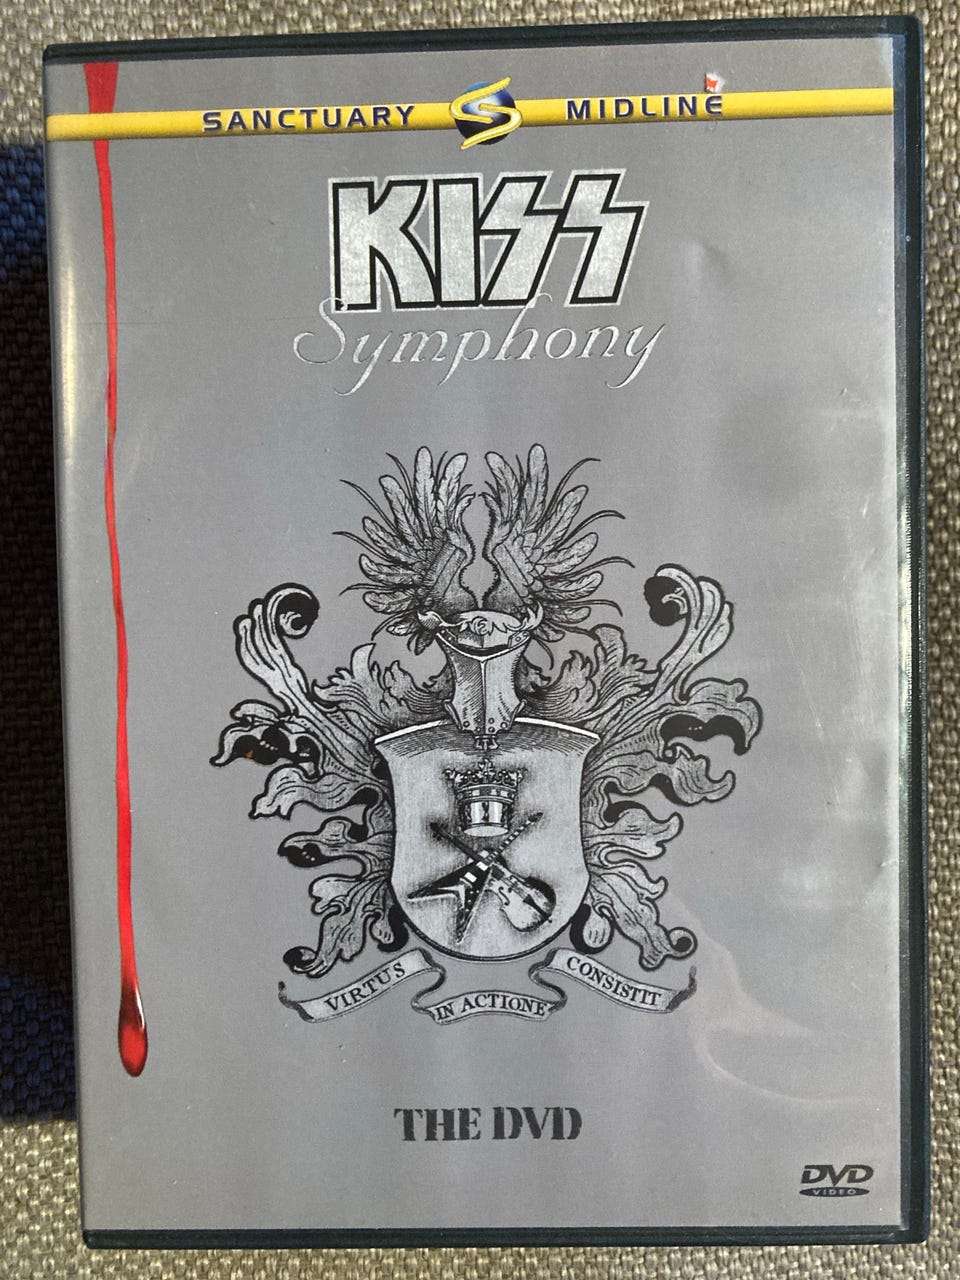 SANCTUARY S MIDLINE
KISS
Symphony
VIRTUS IN ACTIONE CONSISTIT
THE DVD
DVD
VIDEO